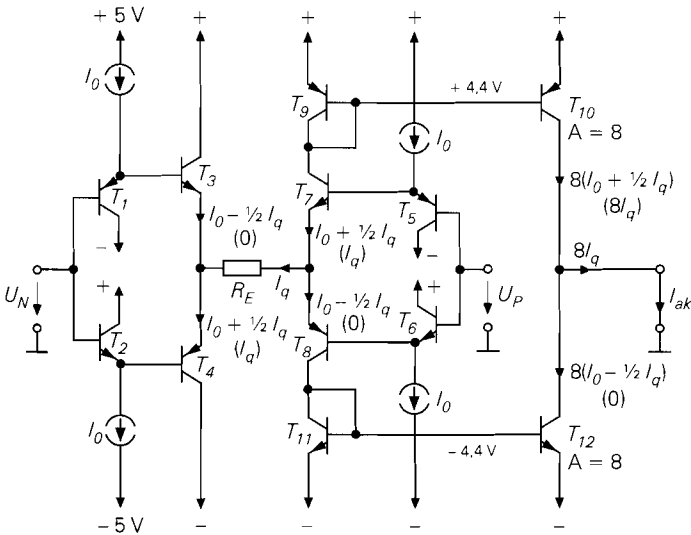 + 5 V
+
+
+
+
I0
T1
T3
I0 − ½ Iq
(0)
UN
−
+
RE
Iq
T2
I0 + ½ Iq
(Iq)
T4
I0
− 5 V
−
T9
+ 4,4 V
T10
A = 8
I0
T7
T5
I0 + ½ Iq
(Iq)
−
+
I0 − ½ Iq
(0)
T6
UP
T8
I0
T11
− 4,4 V
T12
A = 8
8(I0 + ½ Iq)
(8Iq)
8Iq
Iak
8(I0 − ½ Iq)
(0)
−
−
−